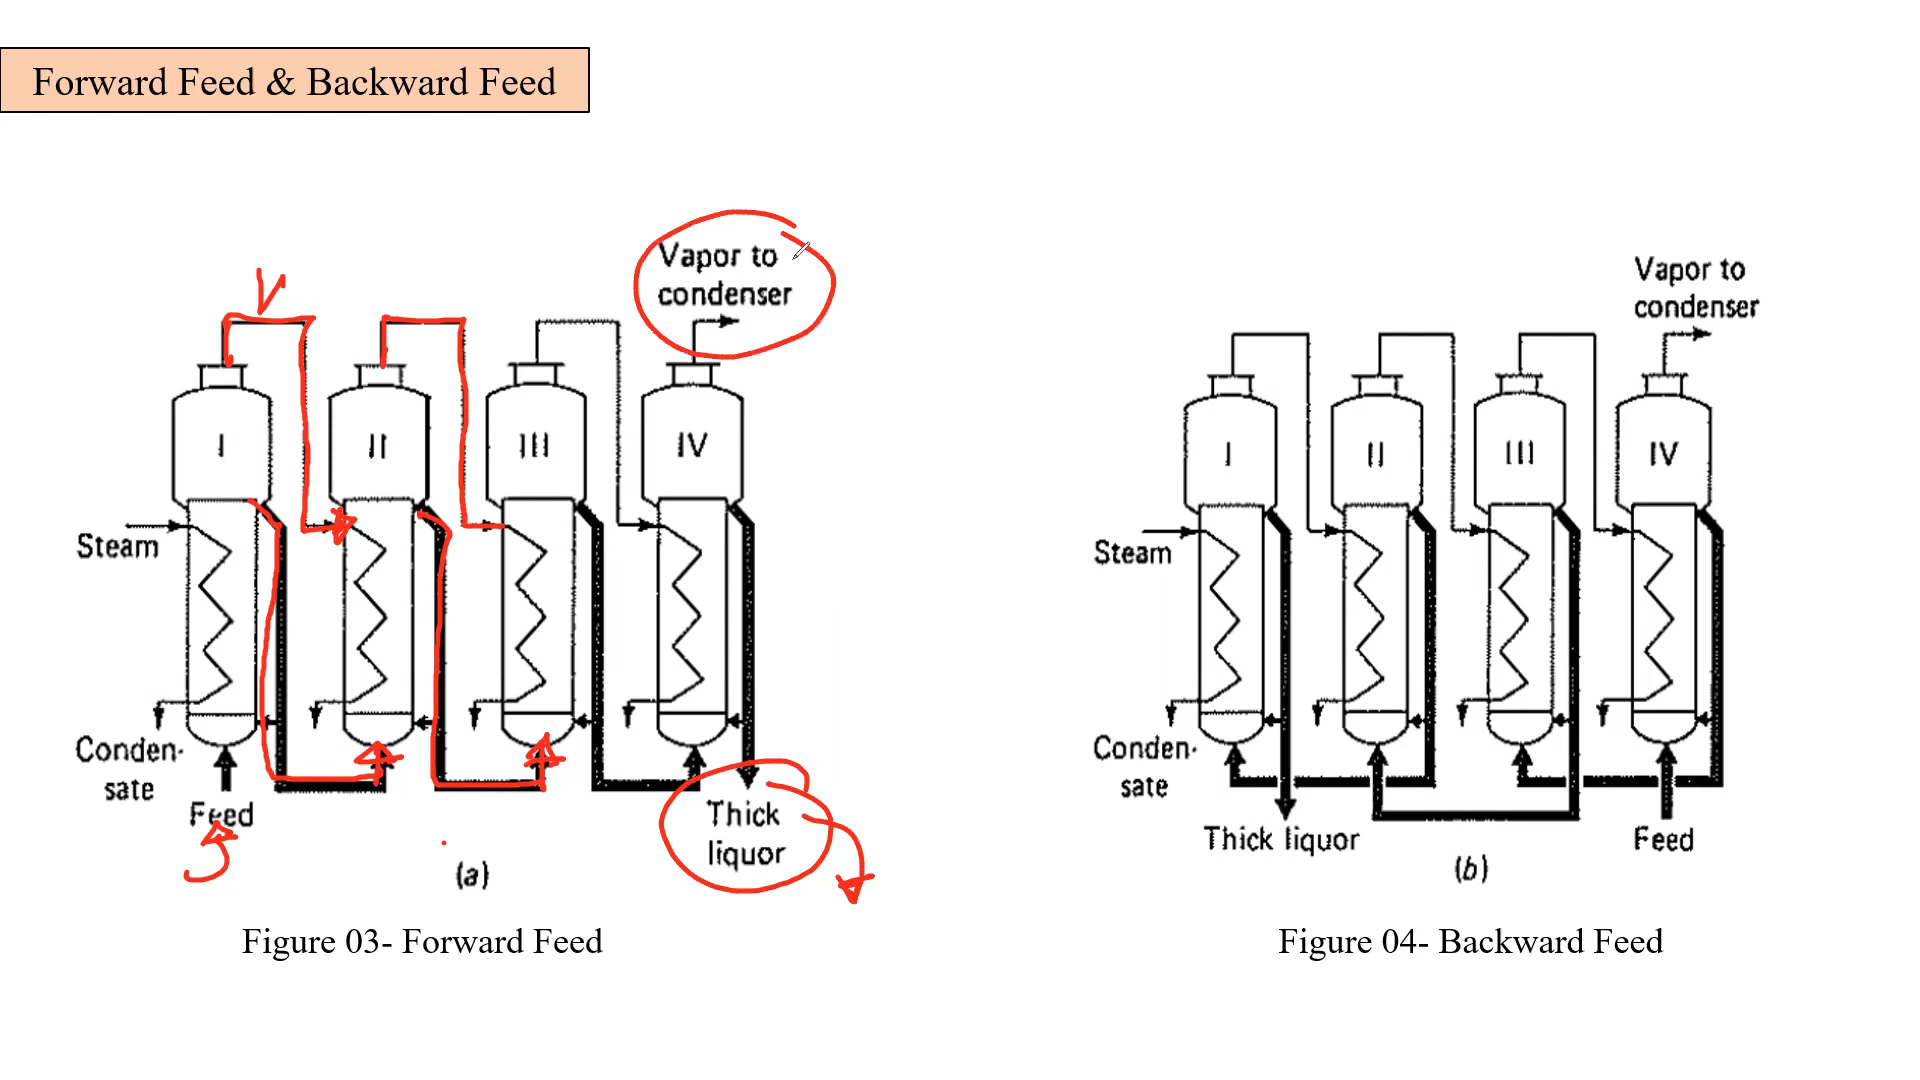 Forward Feed & Backward Feed
V
Vapor to
condenser
I
II
III
IV
Steam
Conden-
sate
Feed
Thick
liquor
(a)
Figure 03- Forward Feed
Vapor to
condenser
I
II
III
IV
Steam
Conden-
sate
Thick liquor
Feed
(b)
Figure 04- Backward Feed